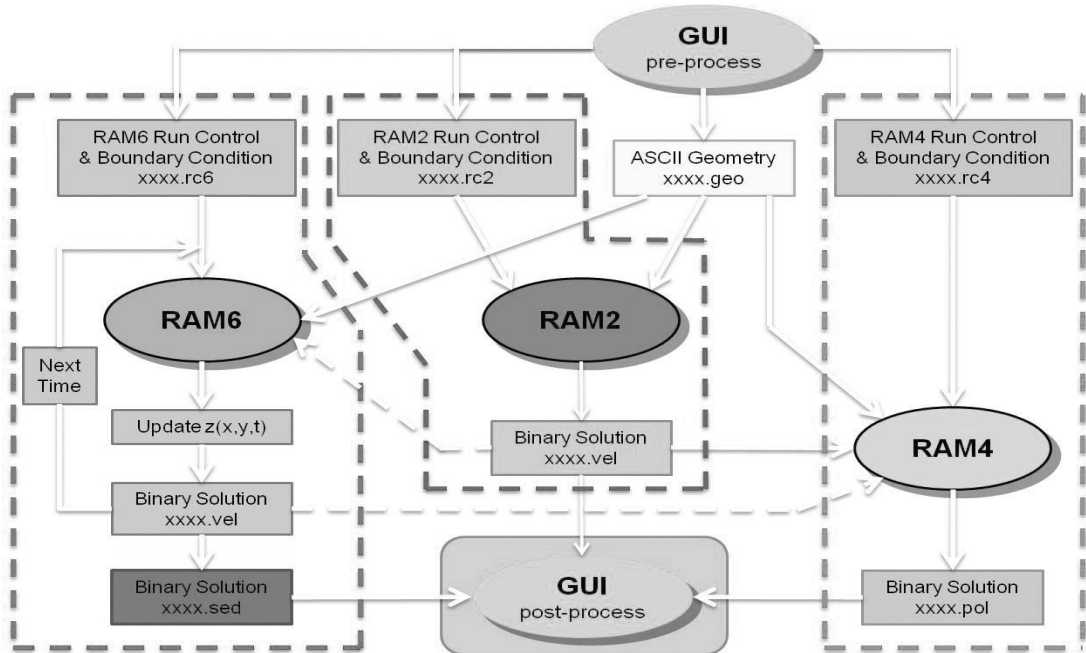 GUI
pre-process
RAM6 Run Control
& Boundary Condition
xxxx.rc6
RAM2 Run Control
& Boundary Condition
xxxx.rc2
ASCII Geometry
xxxx.geo
RAM4 Run Control
& Boundary Condition
xxxx.rc4
RAM6
RAM2
Next
Time
Update z(x,y,t)
Binary Solution
xxxx.vel
RAM4
Binary Solution
xxxx.vel
Binary Solution
xxxx.sed
GUI
post-process
Binary Solution
xxxx.pol